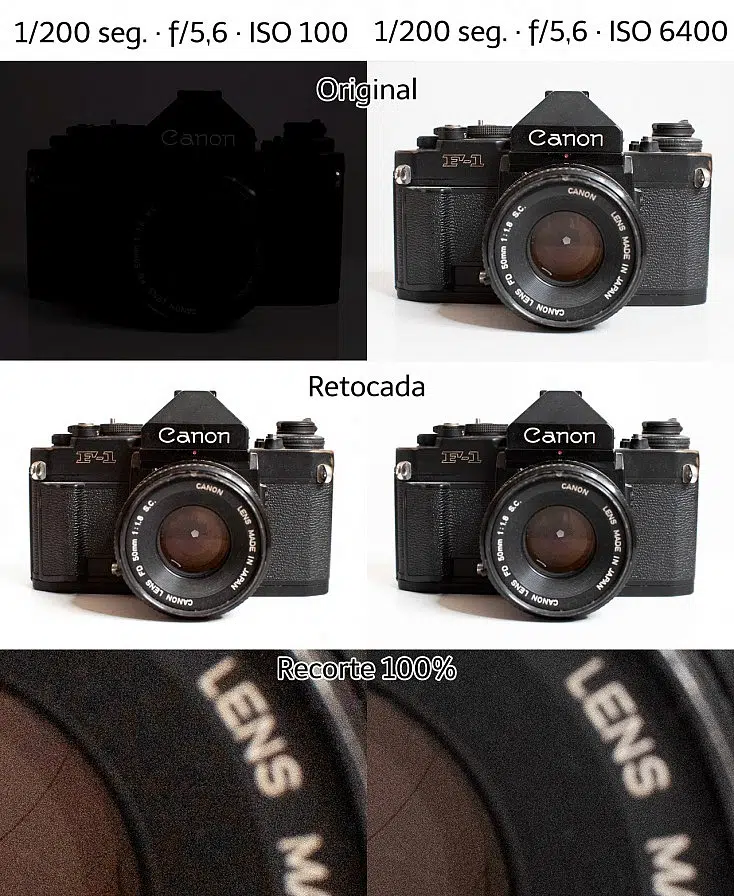 1/200 seg. · f/5,6 · ISO 100
1/200 seg. · f/5,6 · ISO 6400
Original
Canon
Canon
F-1
CANON LENS MADE IN JAPAN
CANON LENS FD 50mm 1:1.8 S.C.
Retocada
Canon
F-1
CANON LENS MADE IN JAPAN
CANON LENS FD 50mm 1:1.8 S.C.
Canon
F-1
CANON LENS MADE IN JAPAN
CANON LENS FD 50mm 1:1.8 S.C.
Recorte 100%
LENS
LENS